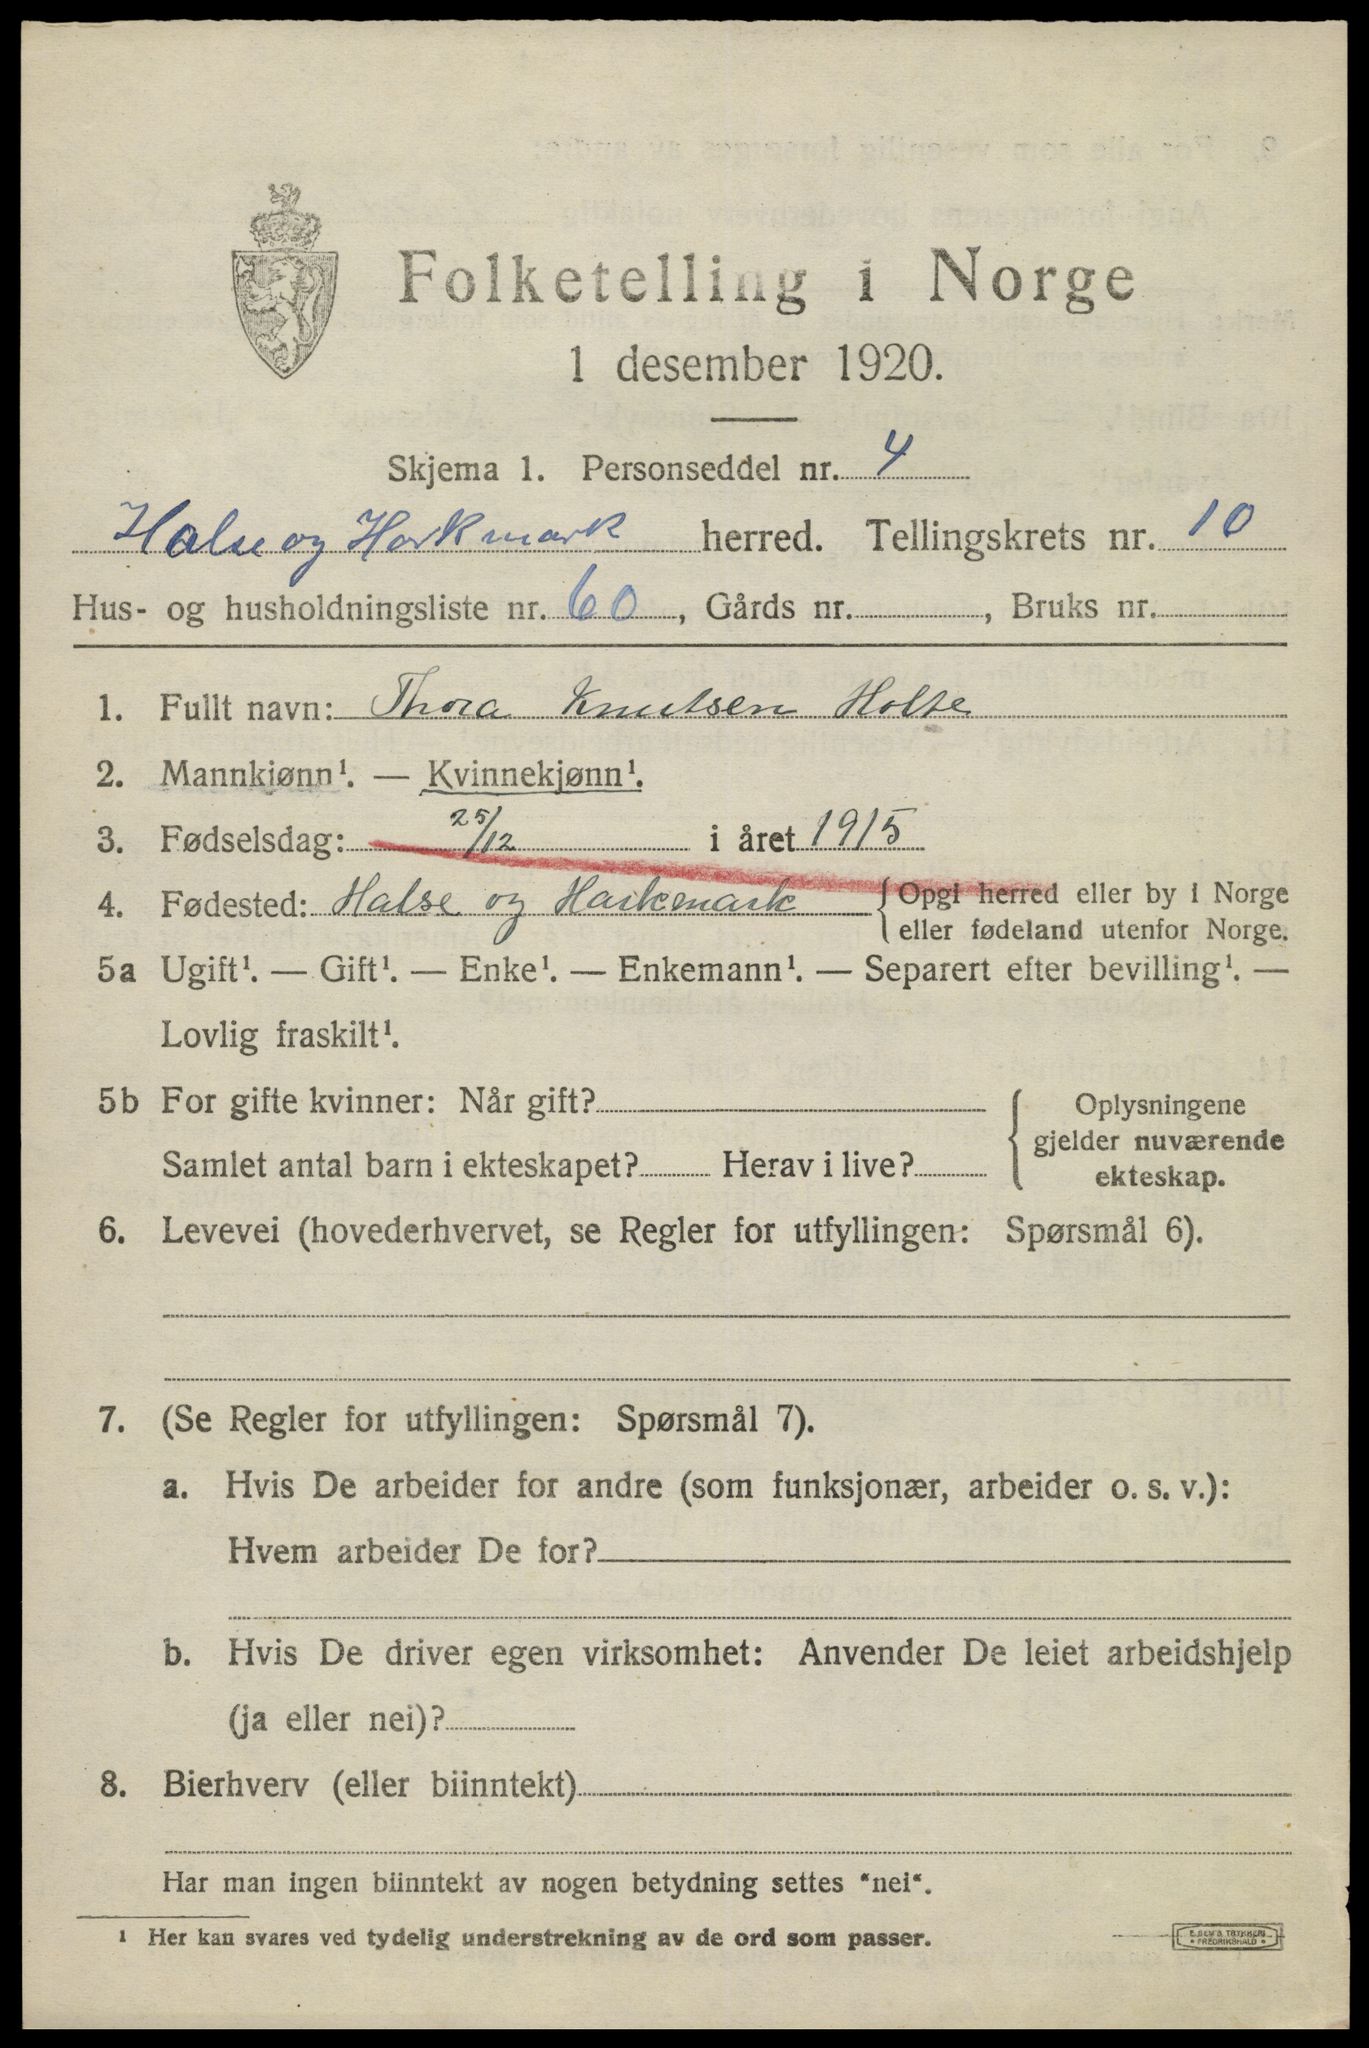 Folketelling i Norge
1 desember 1920.
Skjema 1. Personseddel nr. 4
Halse og Harkmark herred. Tellingskrets nr. 10
Hus- og husholdningsliste nr. 60, Gårds nr. , Bruks nr.
1. Fullt navn: Thora Knutsen Holte
2. Mannkjønn¹. — Kvinnekjønn¹.
3. Fødselsdag: 25/12 i året 1915
4. Fødested: Halse og Harkmark { Opgi herred eller by i Norge
eller fødeland utenfor Norge.
5a Ugift¹. — Gift¹. — Enke¹. — Enkemann¹. — Separert efter bevilling¹. —
Lovlig fraskilt¹.
5b For gifte kvinner: Når gift?
Samlet antal barn i ekteskapet? Herav i live?
{ Oplysningene
gjelder nuværende
ekteskap.
6. Levevei (hovederhvervet, se Regler for utfyllingen: Spørsmål 6).
7. (Se Regler for utfyllingen: Spørsmål 7).
a. Hvis De arbeider for andre (som funksjonær, arbeider o. s. v.):
Hvem arbeider De for?
b. Hvis De driver egen virksomhet: Anvender De leiet arbeidshjelp
(ja eller nei)?
8. Bierhverv (eller biinntekt)
Har man ingen biinntekt av nogen betydning settes "nei".
¹ Her kan svares ved tydelig understrekning av de ord som passer.
E. SEM'S TRYKKERI
FREDRIKSHALD